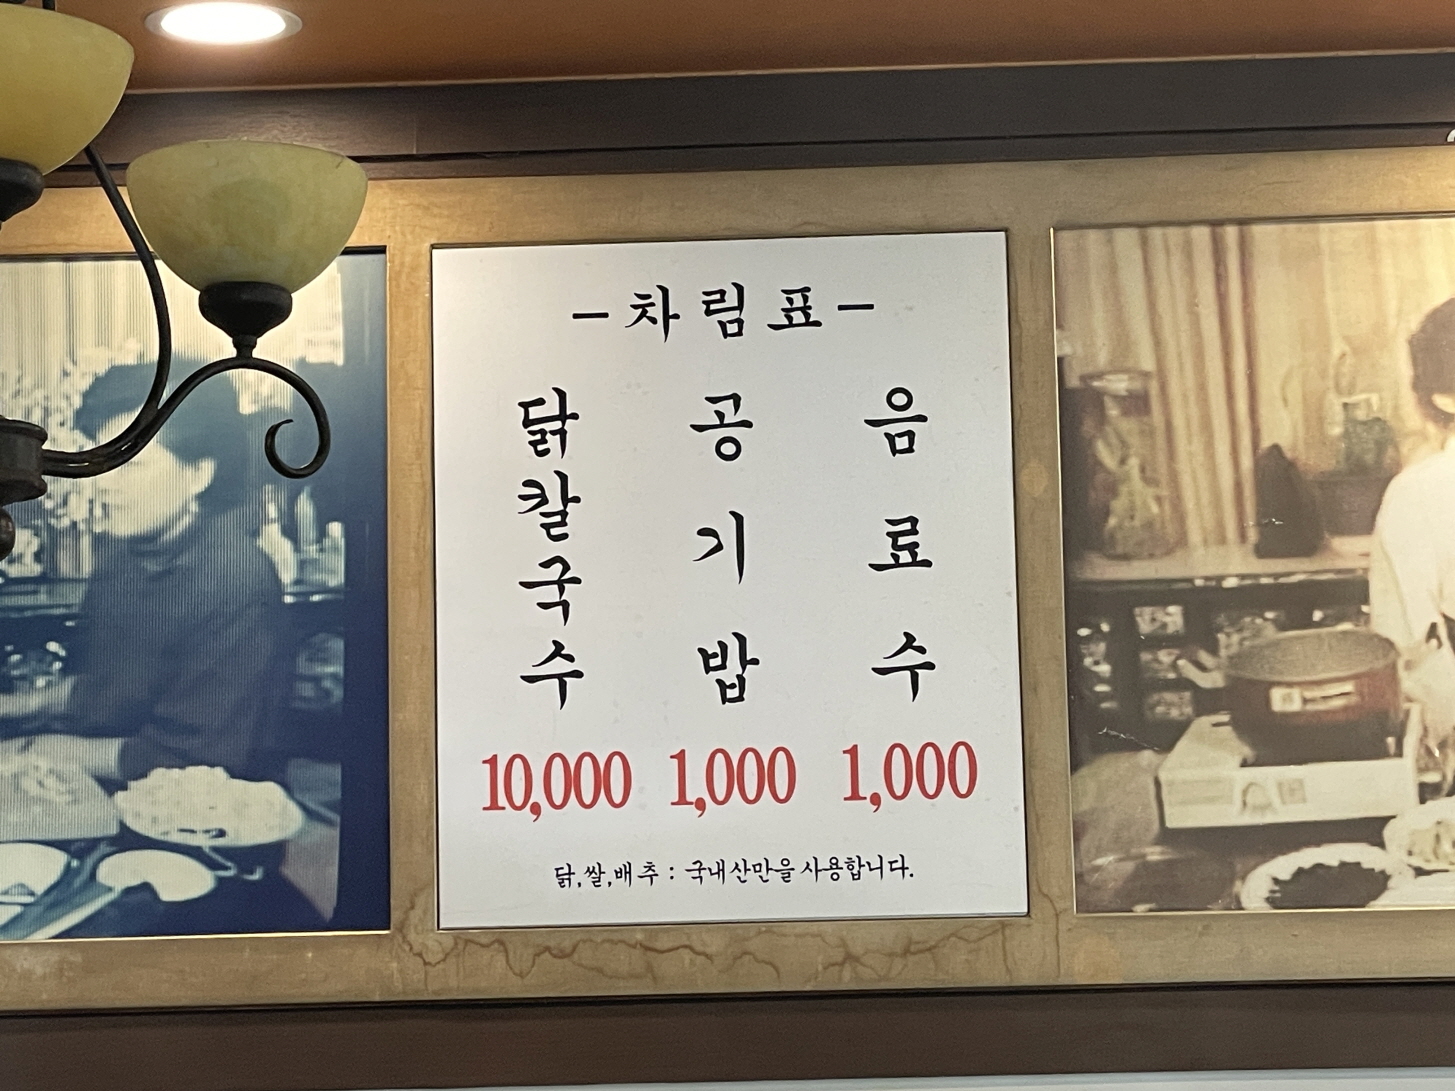 -차림표-
닭칼국수
10,000
공기밥
1,000
음료수
1,000
닭,쌀,배추 : 국내산만을 사용합니다.